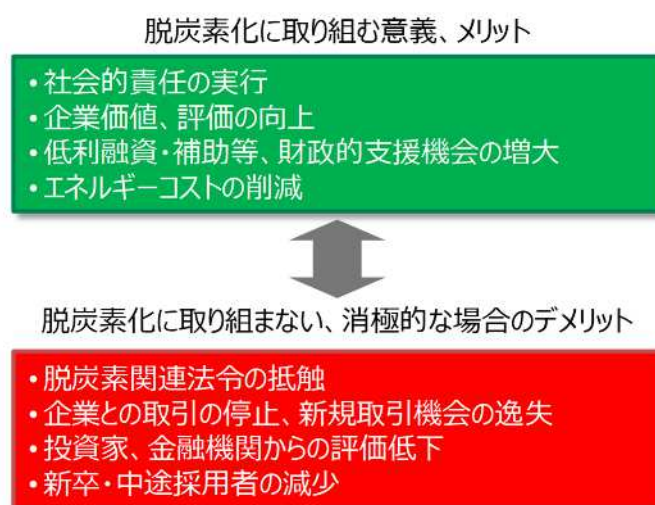 脱炭素化に取り組む意義、メリット
・社会的責任の実行
・企業価値、評価の向上
・低利融資・補助等、財政的支援機会の増大
・エネルギーコストの削減
脱炭素化に取り組まない、消極的な場合のデメリット
・脱炭素関連法令の抵触
・企業との取引の停止、新規取引機会の逸失
・投資家、金融機関からの評価低下
・新卒・中途採用者の減少